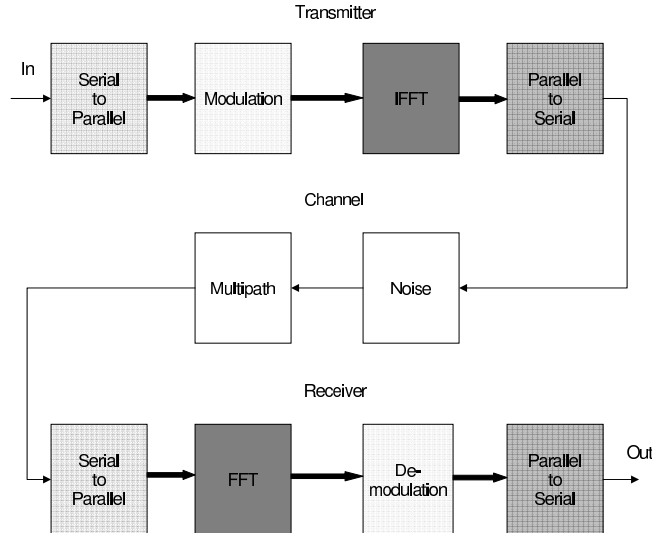 Transmitter
In
Serial
to
Parallel
Modulation
IFFT
Parallel
to
Serial
Channel
Multipath
Noise
Receiver
Serial
to
Parallel
FFT
De-
modulation
Parallel
to
Serial
Out